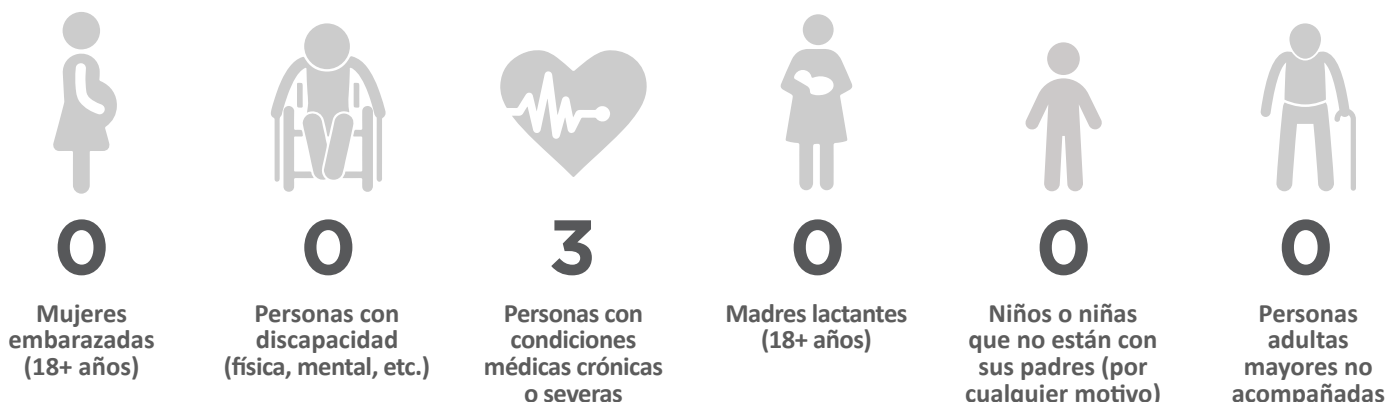 0
Mujeres
embarazadas
(18+ años)
0
Personas con
discapacidad
(física, mental, etc.)
3
Personas con
condiciones
médicas crónicas
o severas
0
Madres lactantes
(18+ años)
0
Niños o niñas
que no están con
sus padres (por
cualquier motivo)
0
Personas
adultas
mayores no
acompañadas